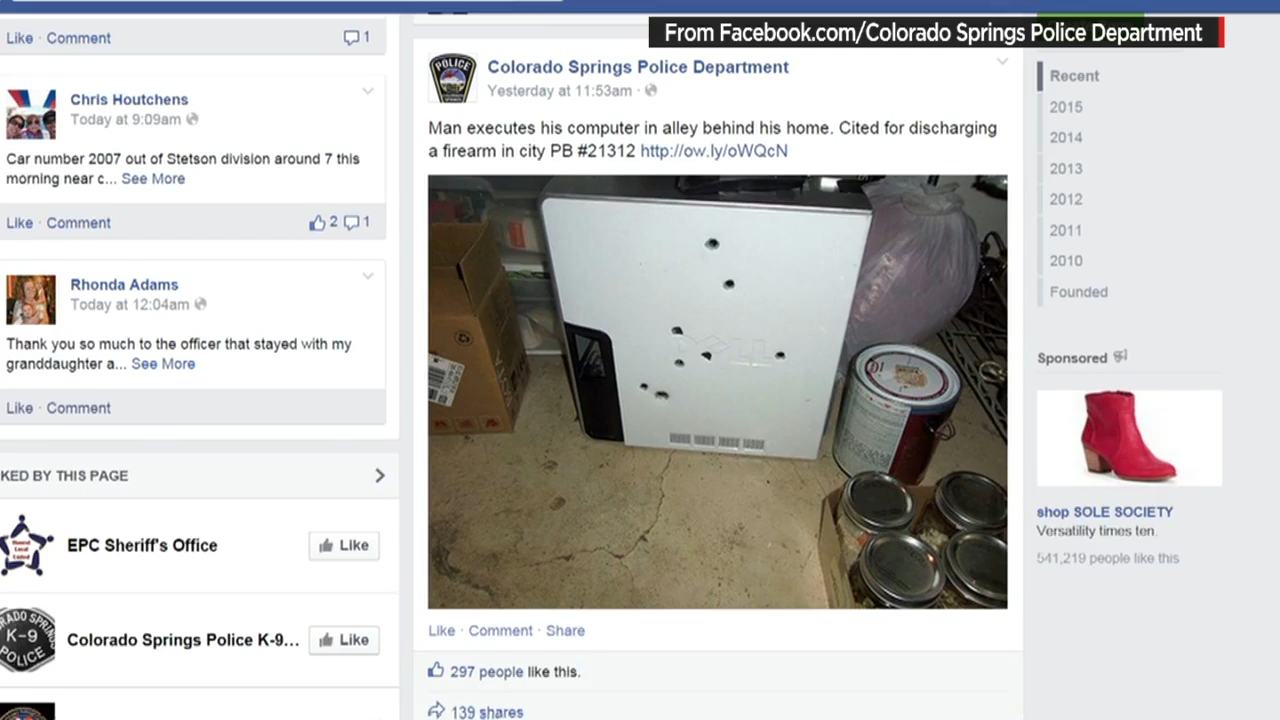 From Facebook.com/Colorado Springs Police Department
Like · Comment
1
Chris Houtchens
Today at 9:09am
Car number 2007 out of Stetson division around 7 this
morning near c... See More
Like · Comment
2 1
Rhonda Adams
Today at 12:04am
Thank you so much to the officer that stayed with my
granddaughter a... See More
Like · Comment
KED BY THIS PAGE
EPC Sheriff's Office
Like
Colorado Springs Police K-9...
Like
K-9
POLICE
POLICE
Colorado Springs Police Department
Yesterday at 11:53am ·
Man executes his computer in alley behind his home. Cited for discharging
a firearm in city PB #21312 http://ow.ly/oWQcN
DELL
Like · Comment · Share
297 people like this.
139 shares
Recent
2015
2014
2013
2012
2011
2010
Founded
Sponsored
shop SOLE SOCIETY
Versatility times ten.
541,219 people like this